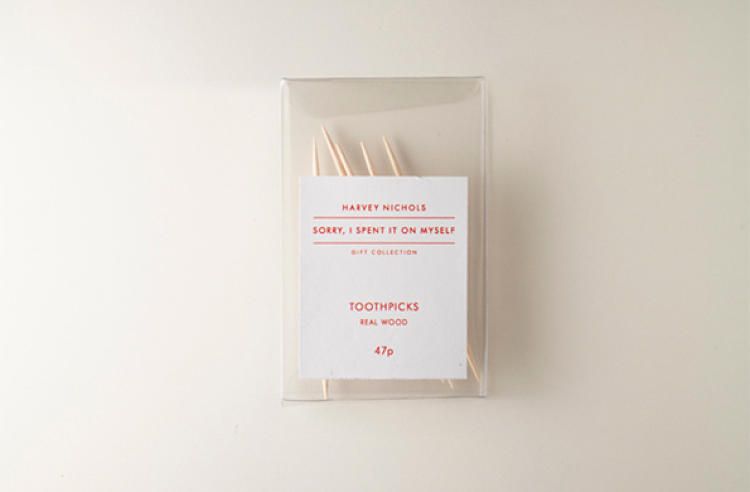 HARVEY NICHOLS
SORRY, I SPENT IT ON MYSELF
GIFT COLLECTION
TOOTHPICKS
REAL WOOD
47p